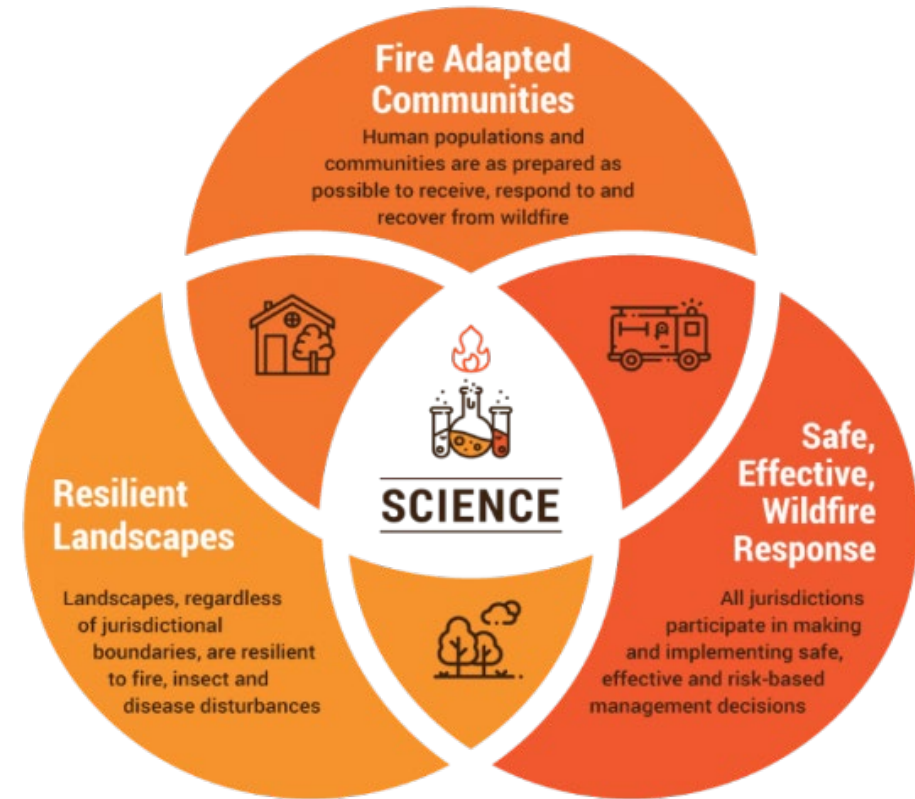 Fire Adapted
Communities
Human populations and
communities are as prepared as
possible to receive, respond to and
recover from wildfire
SCIENCE
Resilient
Landscapes
Landscapes, regardless
of jurisdictional
boundaries, are resilient
to fire, insect and
disease disturbances
Safe,
Effective,
Wildfire
Response
All jurisdictions
participate in making
and implementing safe,
effective and risk-based
management decisions